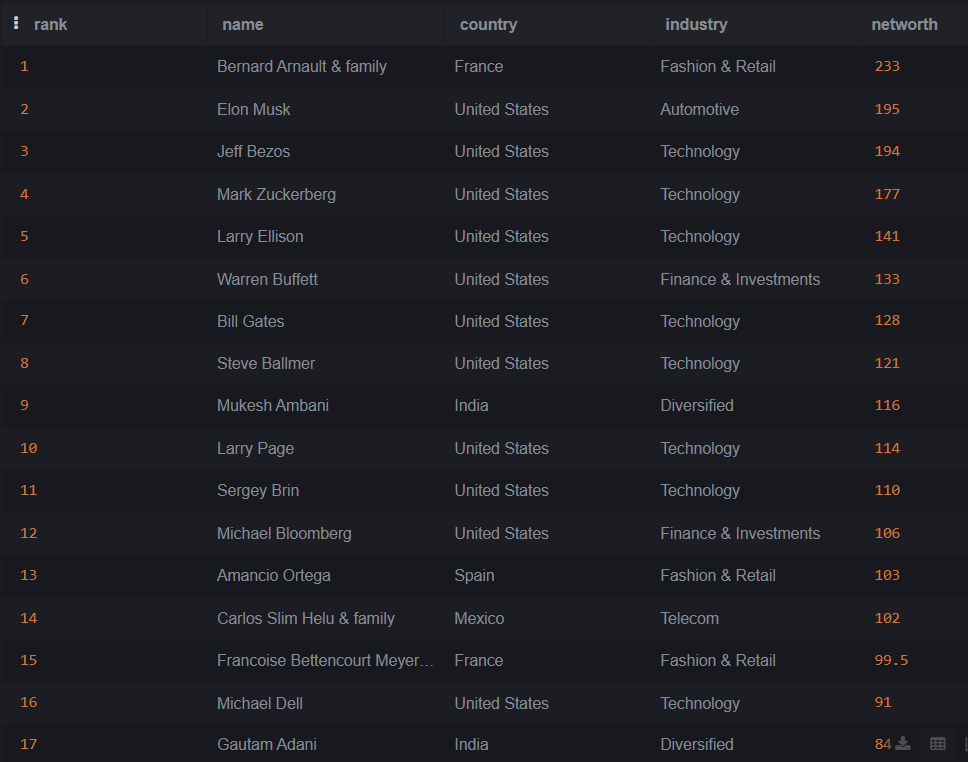 rank name country industry networth
1 Bernard Arnault & family France Fashion & Retail 233
2 Elon Musk United States Automotive 195
3 Jeff Bezos United States Technology 194
4 Mark Zuckerberg United States Technology 177
5 Larry Ellison United States Technology 141
6 Warren Buffett United States Finance & Investments 133
7 Bill Gates United States Technology 128
8 Steve Ballmer United States Technology 121
9 Mukesh Ambani India Diversified 116
10 Larry Page United States Technology 114
11 Sergey Brin United States Technology 110
12 Michael Bloomberg United States Finance & Investments 106
13 Amancio Ortega Spain Fashion & Retail 103
14 Carlos Slim Helu & family Mexico Telecom 102
15 Francoise Bettencourt Meyer… France Fashion & Retail 99.5
16 Michael Dell United States Technology 91
17 Gautam Adani India Diversified 84